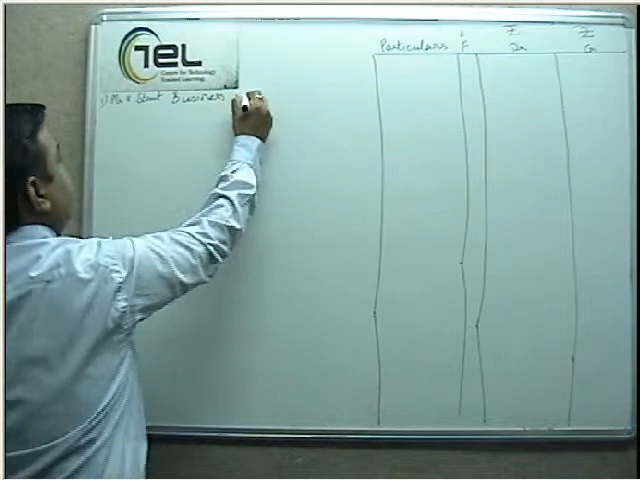 TEL
Centre for Technology
Enabled Learning.
1) Mr X Start Business
Particulars L F ₹ Dr ₹ Cr